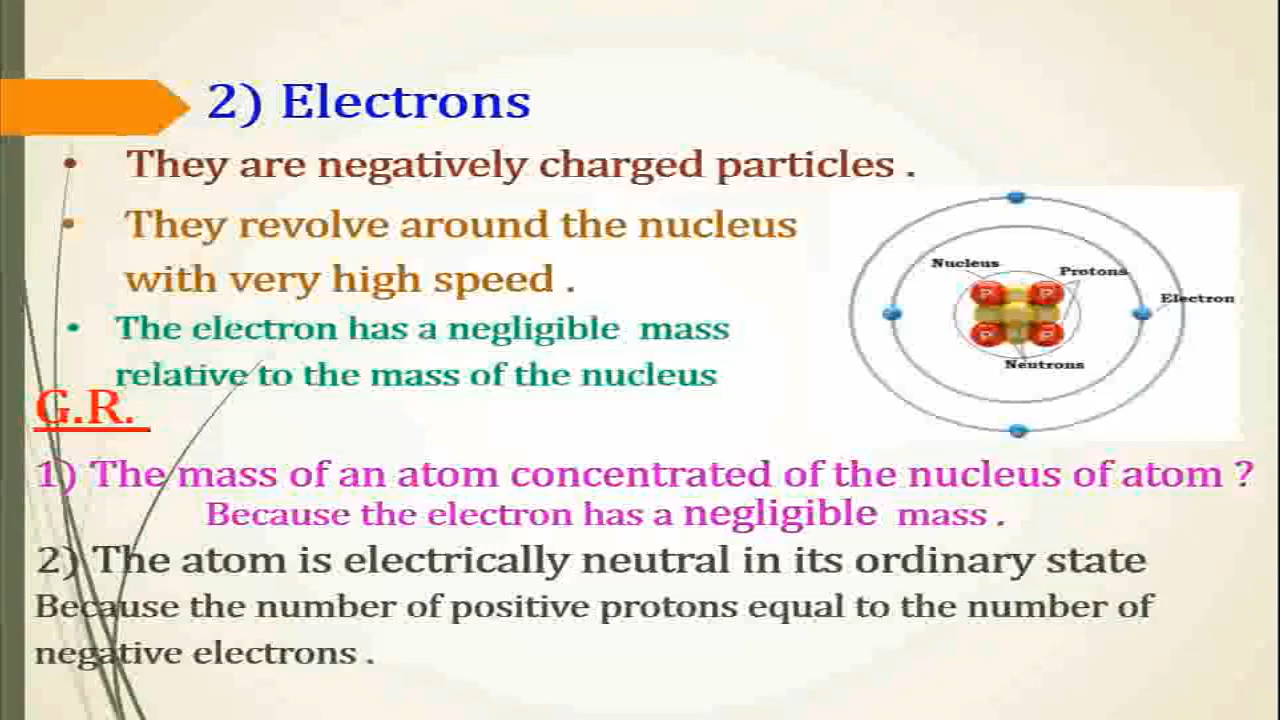 2) Electrons
• They are negatively charged particles .
• They revolve around the nucleus
with very high speed .
• The electron has a negligible mass
relative to the mass of the nucleus
Nucleus
Protons
Electron
P P
P P
Neutrons
G.R.
1) The mass of an atom concentrated of the nucleus of atom ?
Because the electron has a negligible mass .
2) The atom is electrically neutral in its ordinary state
Because the number of positive protons equal to the number of
negative electrons .